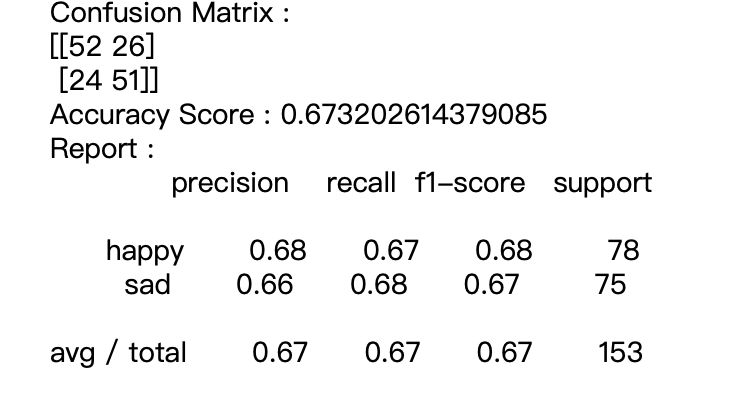 Confusion Matrix :
[[52 26]
[24 51]]
Accuracy Score : 0.673202614379085
Report :
precision recall f1-score support
happy 0.68 0.67 0.68 78
sad 0.66 0.68 0.67 75
avg / total 0.67 0.67 0.67 153